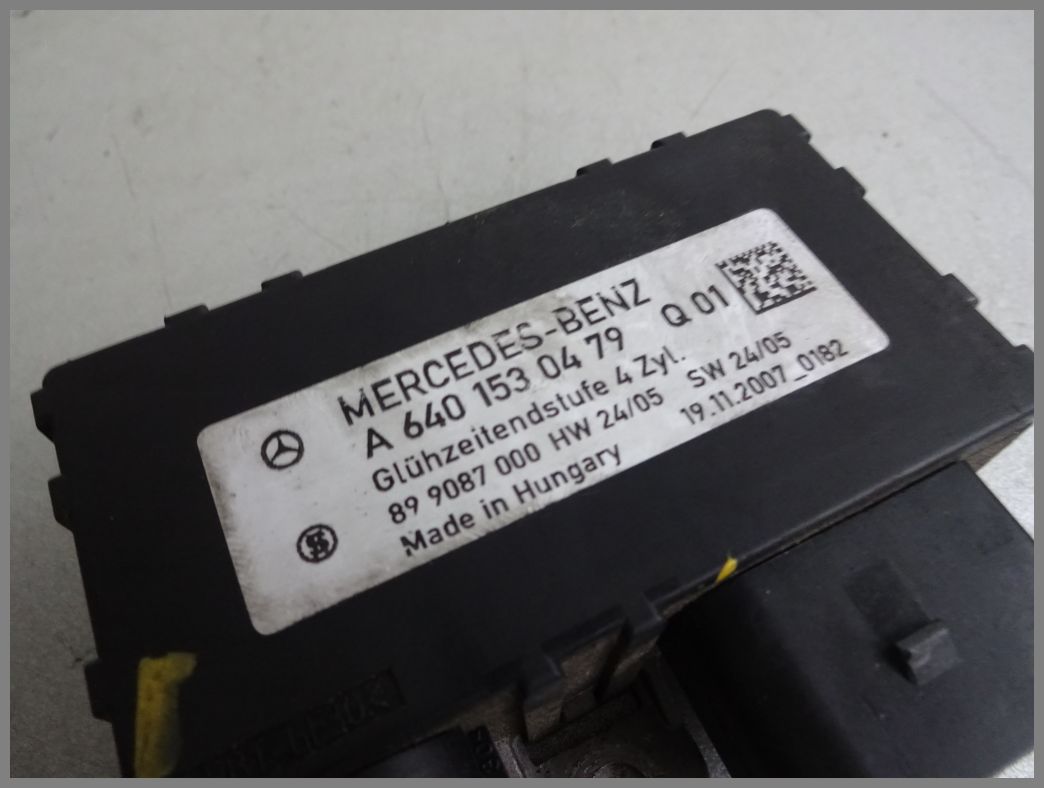 MERCEDES-BENZ
A 640 153 04 79 Q 01
Glühzeitendstufe 4 Zyl.
89 9087 000 HW 24/05 SW 24/05
Made in Hungary 19.11.2007_0182